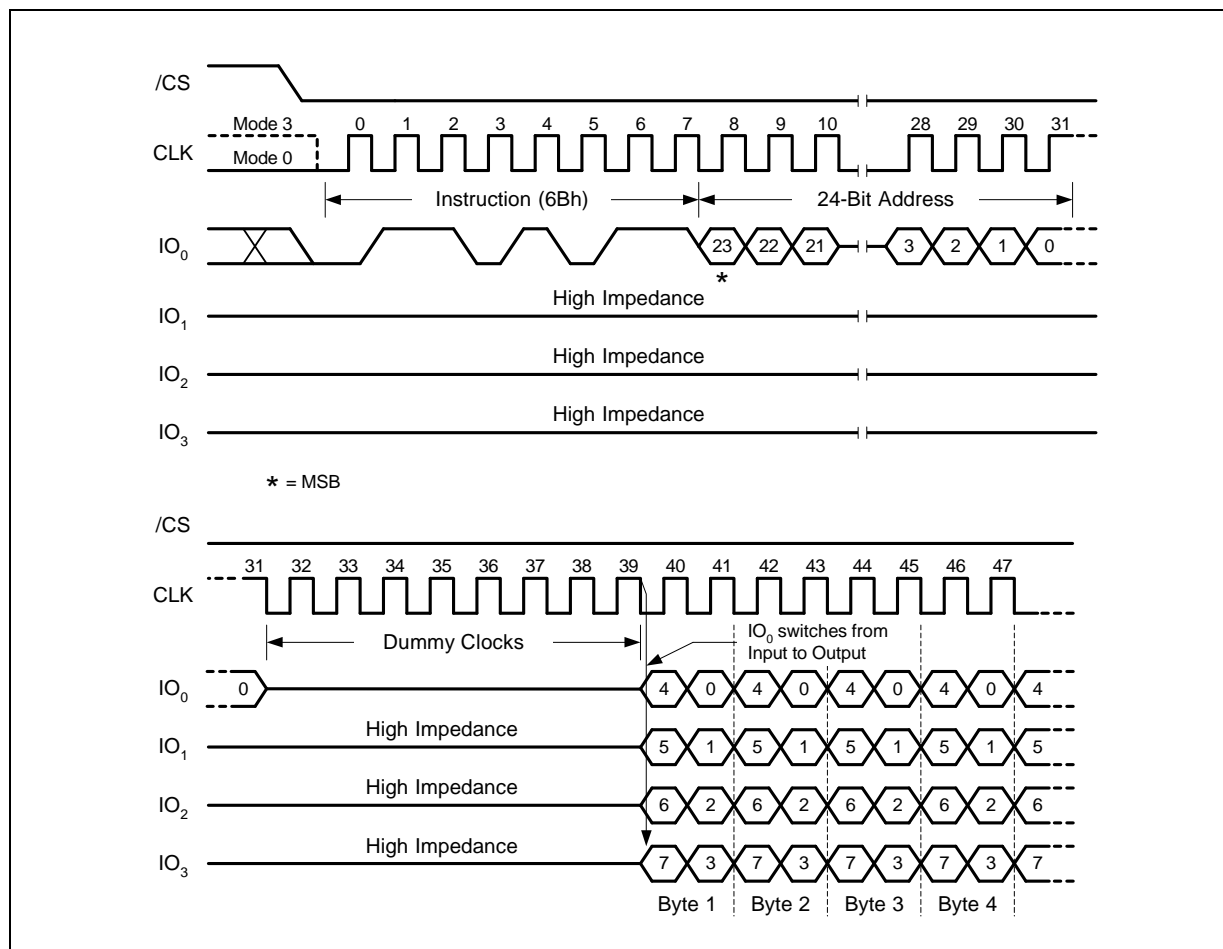 /CS
Mode 3 0 1 2 3 4 5 6 7 8 9 10 28 29 30 31
CLK
Mode 0
Instruction (6Bh) 24-Bit Address
IO0 23 22 21 3 2 1 0
*
High Impedance
IO1
High Impedance
IO2
High Impedance
IO3
* = MSB
/CS
31 32 33 34 35 36 37 38 39 40 41 42 43 44 45 46 47
CLK
Dummy Clocks
IO0 switches from
Input to Output
IO0 0 4 0 4 0 4 0 4 0 4
High Impedance
IO1 5 1 5 1 5 1 5 1 5
High Impedance
IO2 6 2 6 2 6 2 6 2 6
High Impedance
IO3 7 3 7 3 7 3 7 3 7
Byte 1 Byte 2 Byte 3 Byte 4